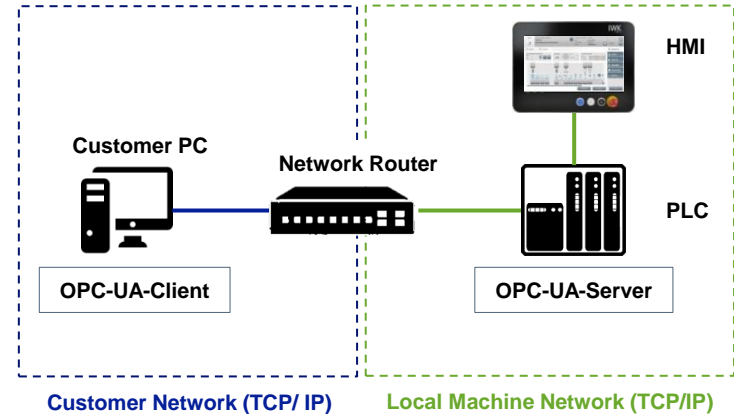 IWK
HMI
Customer PC
Network Router
PLC
OPC-UA-Client
OPC-UA-Server
Customer Network (TCP/ IP)
Local Machine Network (TCP/IP)